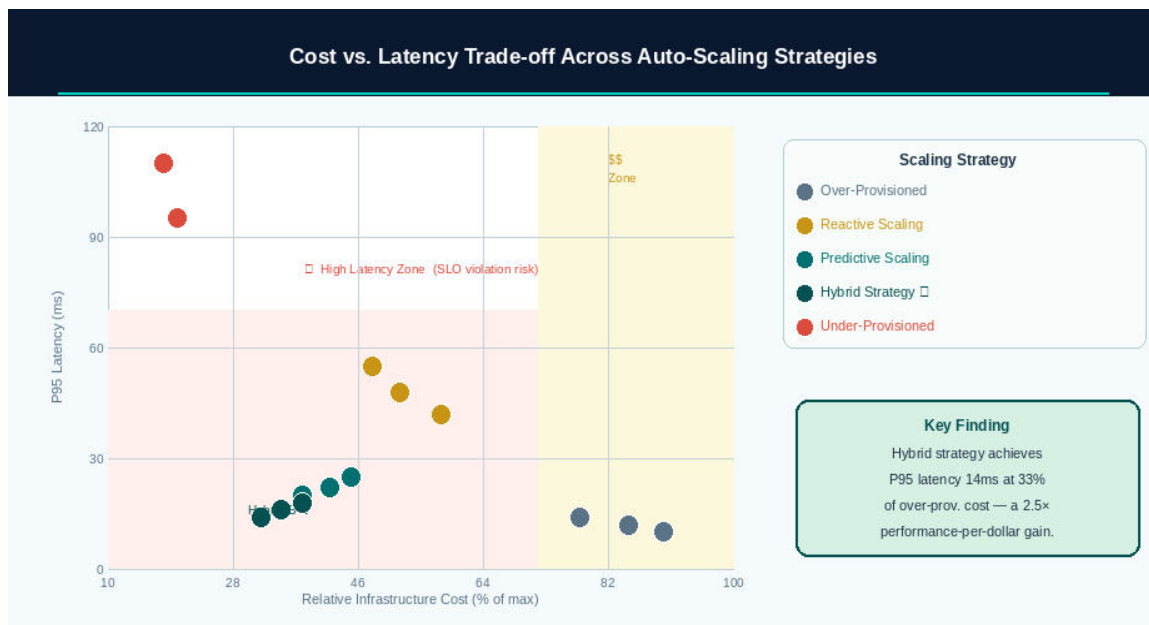 Cost vs. Latency Trade-off Across Auto-Scaling Strategies
120
90
60
30
0
P95 Latency (ms)
10
28
46
64
82
100
Relative Infrastructure Cost (% of max)
$$
Zone
High Latency Zone (SLO violation risk)
Scaling Strategy
Over-Provisioned
Reactive Scaling
Predictive Scaling
Hybrid Strategy
Under-Provisioned
Key Finding
Hybrid strategy achieves
P95 latency 14ms at 33%
of over-prov. cost — a 2.5×
performance-per-dollar gain.